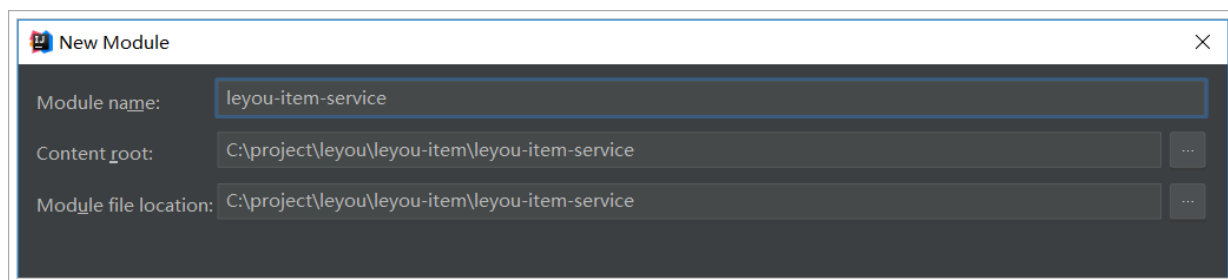 New Module
Module name: leyou-item-service
Content root: C:\project\leyou\leyou-item\leyou-item-service ...
Module file location: C:\project\leyou\leyou-item\leyou-item-service ...